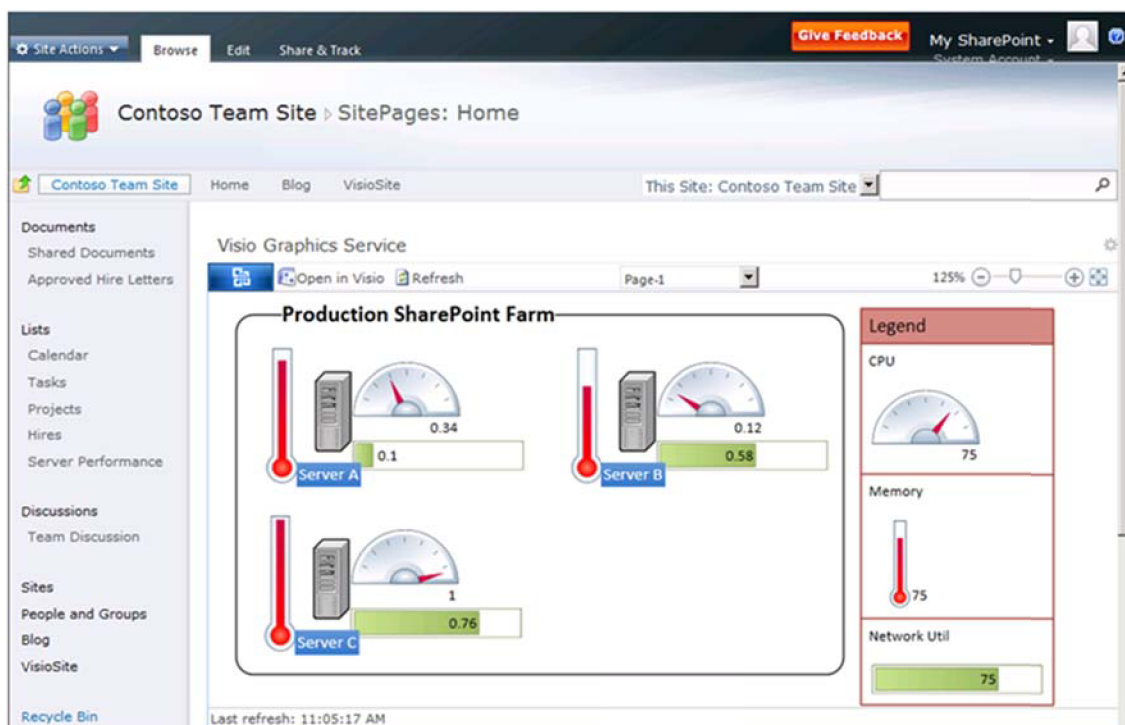 Site Actions Browse Edit Share & Track Give Feedback My SharePoint
System Account
Contoso Team Site SitePages: Home
Contoso Team Site Home Blog VisioSite This Site: Contoso Team Site
Documents
Shared Documents
Approved Hire Letters
Lists
Calendar
Tasks
Projects
Hires
Server Performance
Discussions
Team Discussion
Sites
People and Groups
Blog
VisioSite
Recycle Bin
Visio Graphics Service
Open in Visio Refresh Page-1 125%
Production SharePoint Farm
0.34
0.1
Server A
0.12
0.58
Server B
1
0.76
Server C
Legend
CPU
75
Memory
75
Network Util
75
Last refresh: 11:05:17 AM